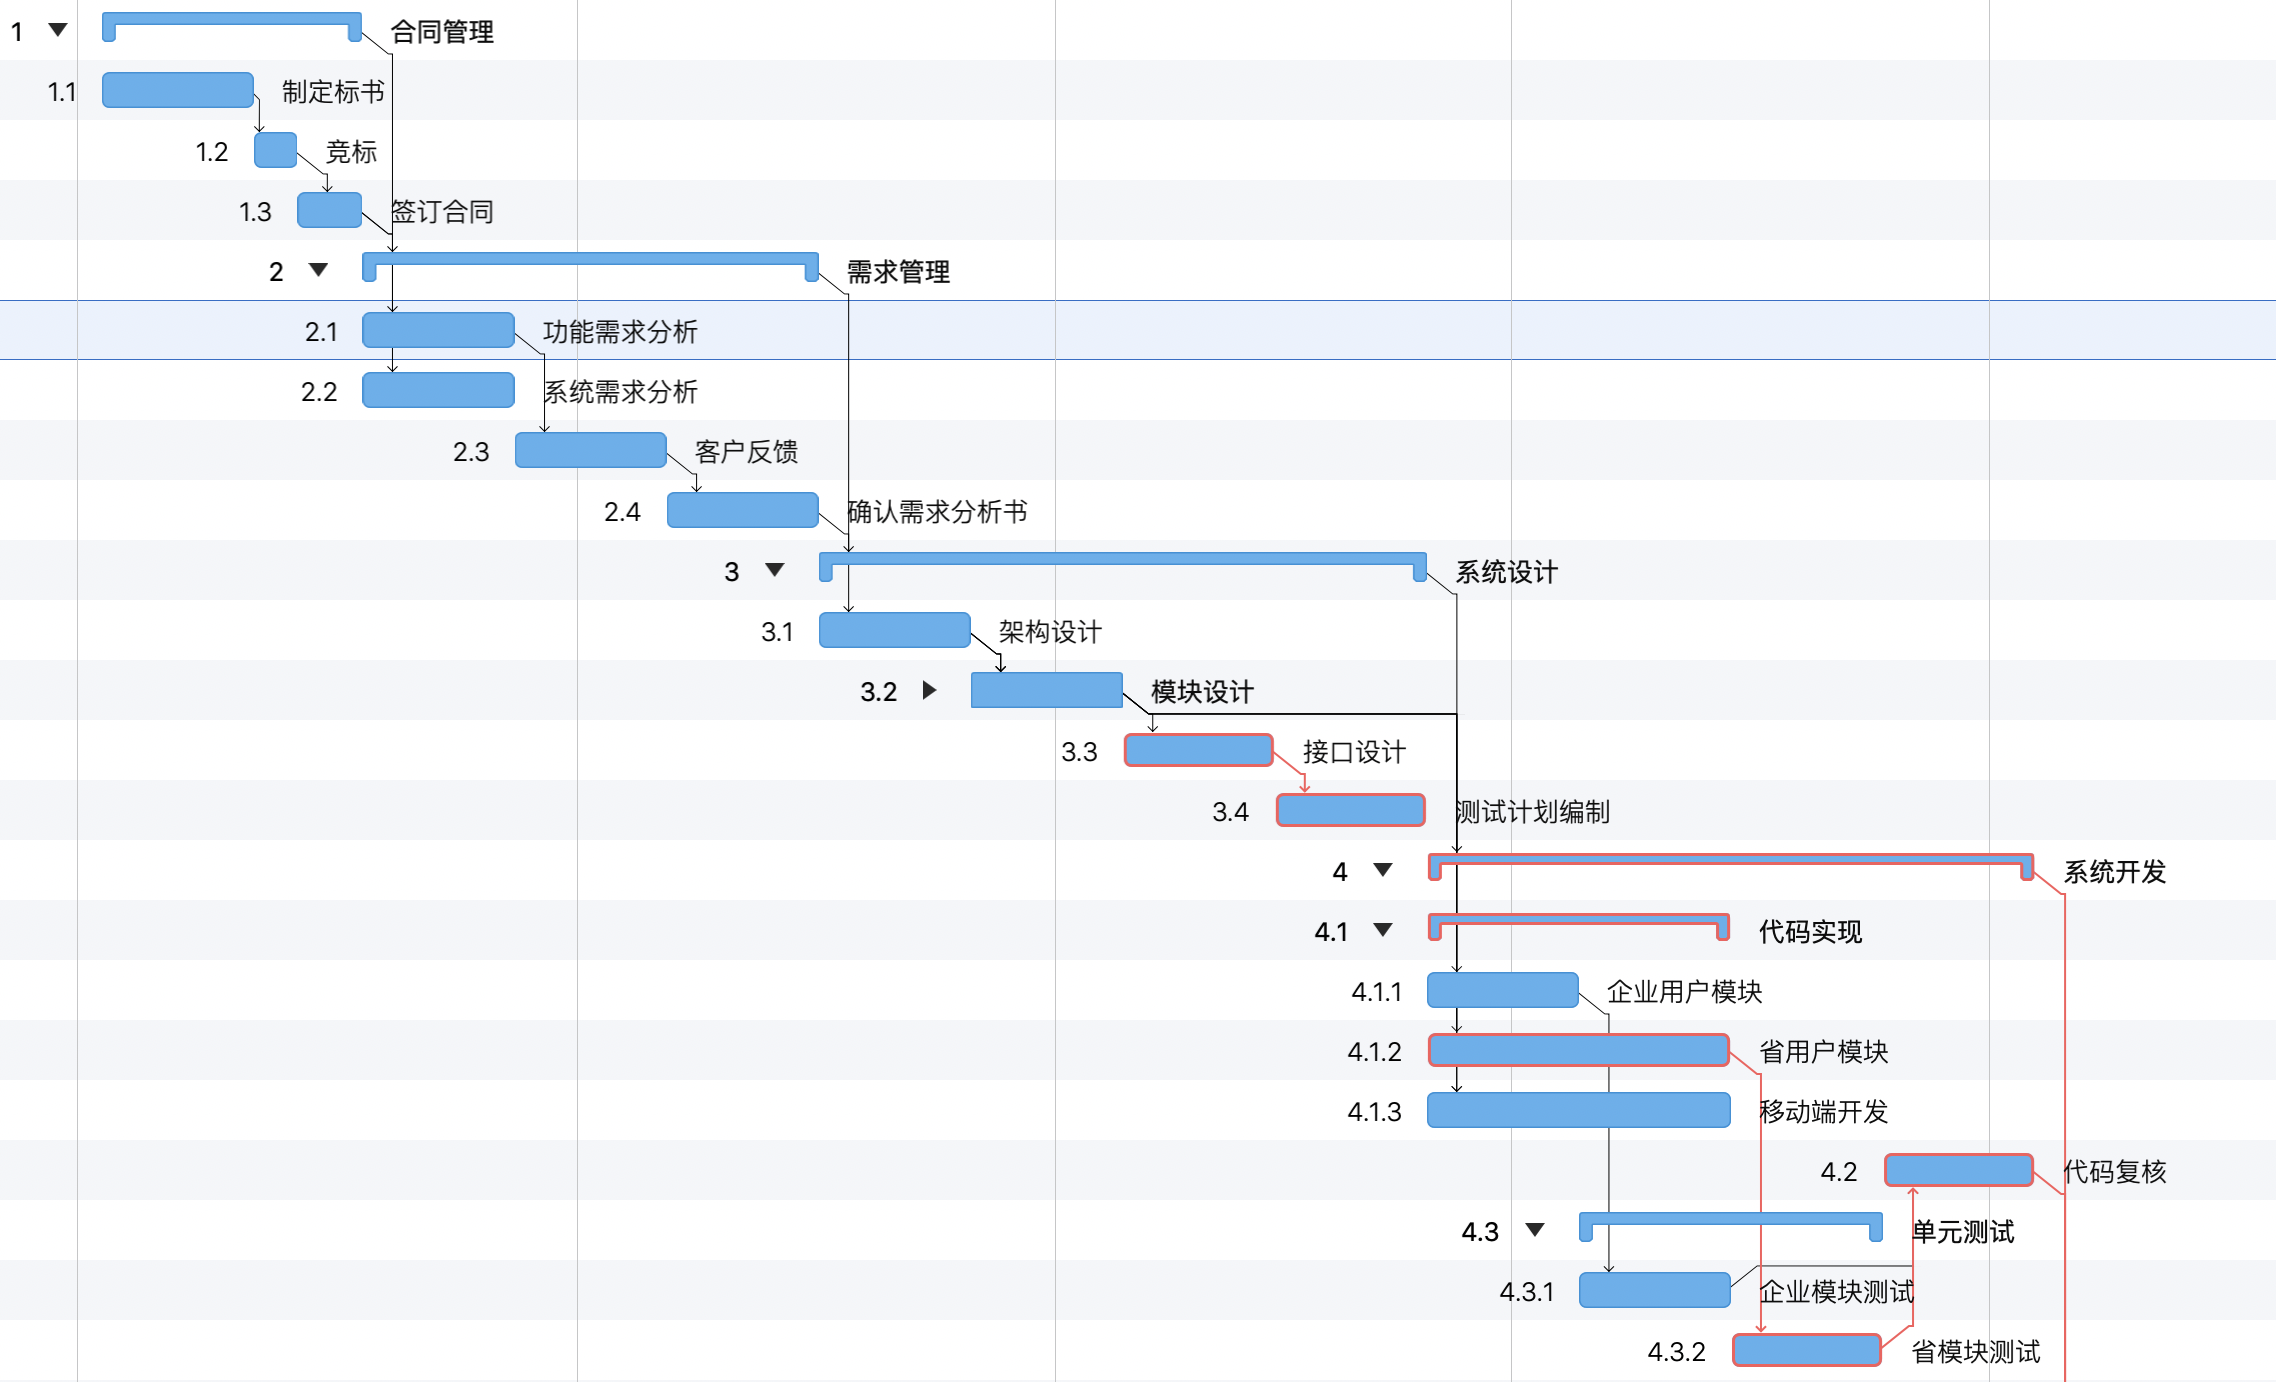 1 合同管理
1.1 制定标书
1.2 竞标
1.3 签订合同
2 需求管理
2.1 功能需求分析
2.2 系统需求分析
2.3 客户反馈
2.4 确认需求分析书
3 系统设计
3.1 架构设计
3.2 模块设计
3.3 接口设计
3.4 测试计划编制
4 系统开发
4.1 代码实现
4.1.1 企业用户模块
4.1.2 省用户模块
4.1.3 移动端开发
4.2 代码复核
4.3 单元测试
4.3.1 企业模块测试
4.3.2 省模块测试